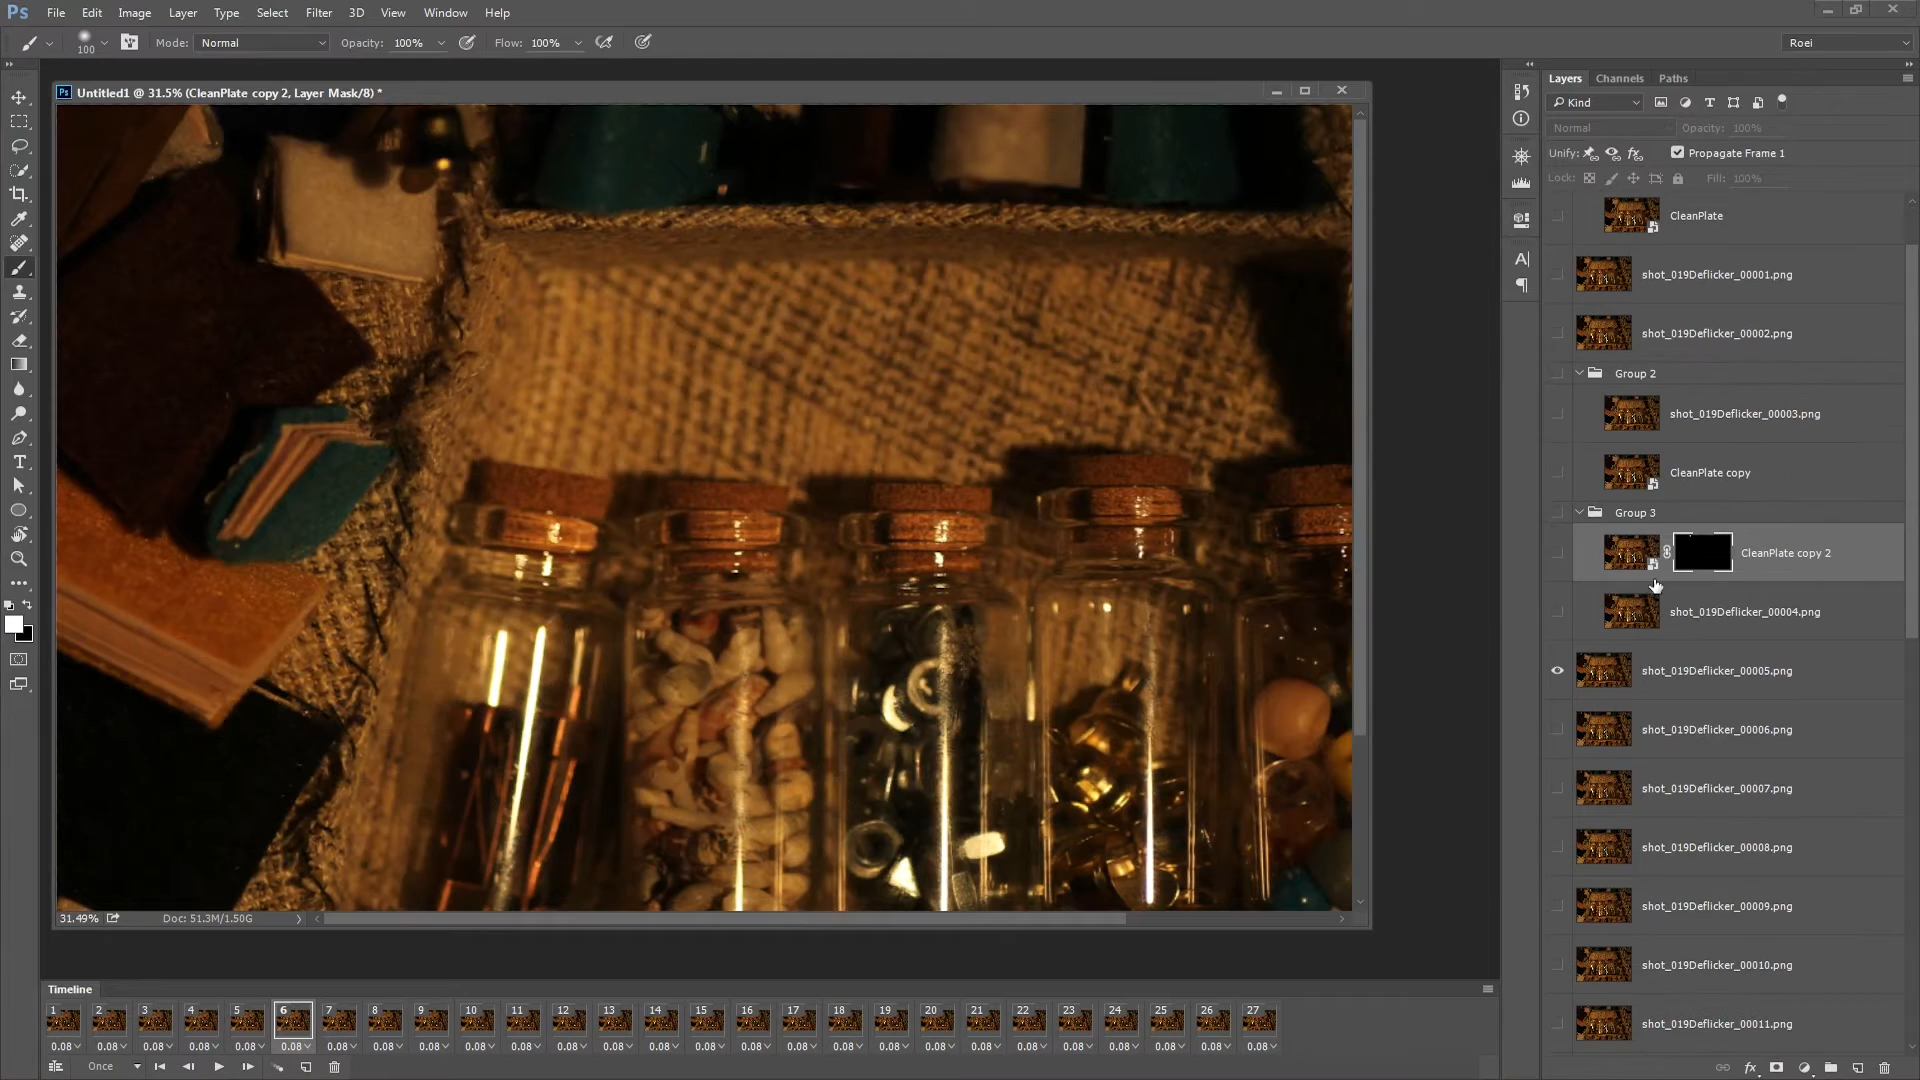 Ps File Edit Image Layer Type Select Filter 3D View Window Help
100 Mode: Normal Opacity: 100% Flow: 100% Roei
Ps Untitled1 @ 31.5% (CleanPlate copy 2, Layer Mask/8) *
Layers Channels Paths
Kind
Normal Opacity: 100%
Unify: Propagate Frame 1
Lock: Fill: 100%
CleanPlate
shot_019Deflicker_00001.png
shot_019Deflicker_00002.png
Group 2
shot_019Deflicker_00003.png
CleanPlate copy
Group 3
CleanPlate copy 2
shot_019Deflicker_00004.png
shot_019Deflicker_00005.png
shot_019Deflicker_00006.png
shot_019Deflicker_00007.png
shot_019Deflicker_00008.png
shot_019Deflicker_00009.png
shot_019Deflicker_00010.png
shot_019Deflicker_00011.png
31.49% Doc: 51.3M/1.50G
Timeline
1 2 3 4 5 6 7 8 9 10 11 12 13 14 15 16 17 18 19 20 21 22 23 24 25 26 27
0.08 0.08 0.08 0.08 0.08 0.08 0.08 0.08 0.08 0.08 0.08 0.08 0.08 0.08 0.08 0.08 0.08 0.08 0.08 0.08 0.08 0.08 0.08 0.08 0.08 0.08 0.08
Once